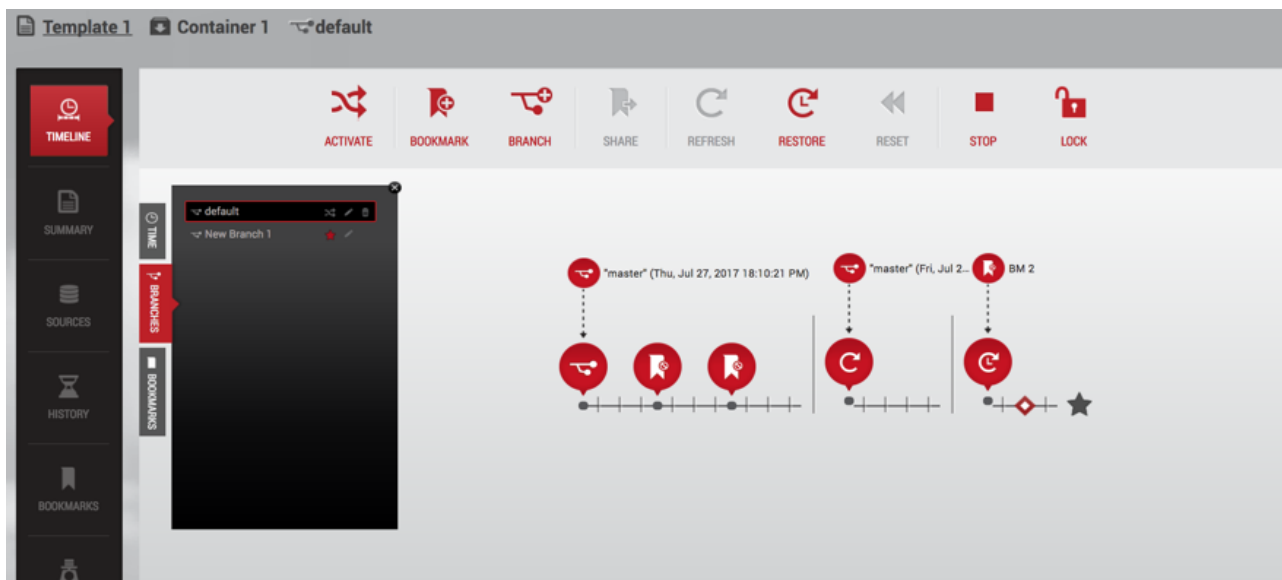 Template 1 Container 1 default
TIMELINE
ACTIVATE BOOKMARK BRANCH SHARE REFRESH RESTORE RESET STOP LOCK
SUMMARY
SOURCES
HISTORY
BOOKMARKS
TIME
BRANCHES
BOOKMARKS
default
New Branch 1
"master" (Thu, Jul 27, 2017 18:10:21 PM) "master" (Fri, Jul 2... BM 2